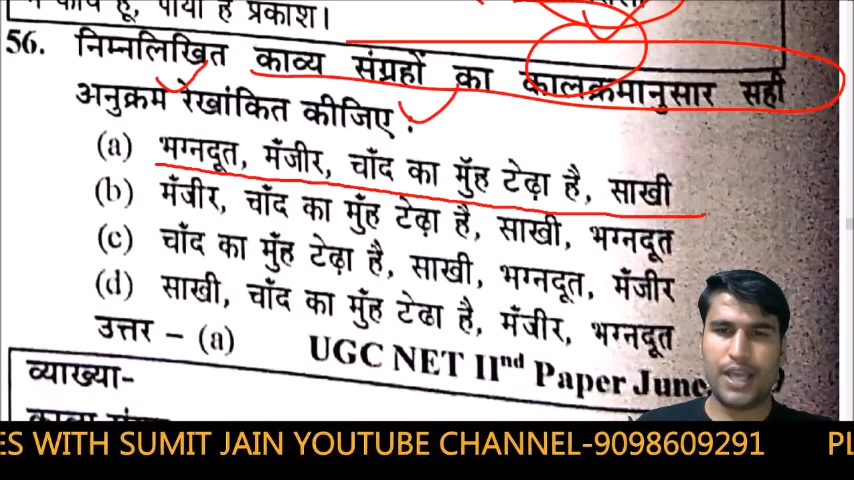 न काय हू, पाया ह प्रकाश।
56. निम्नलिखित काव्य संग्रहों का कालक्रमानुसार सही
अनुक्रम रेखांकित कीजिए :
(a) भग्नदूत, मँजीर, चाँद का मुँह टेढ़ा है, साखी
(b) मँजीर, चाँद का मुँह टेढ़ा है, साखी, भग्नदूत
(c) चाँद का मुँह टेढ़ा है, साखी, भग्नदूत, मँजीर
(d) साखी, चाँद का मुँह टेढा है, मँजीर, भग्नदूत
उत्तर – (a) UGC NET IInd Paper June
व्याख्या-
ES WITH SUMIT JAIN YOUTUBE CHANNEL-9098609291 PL